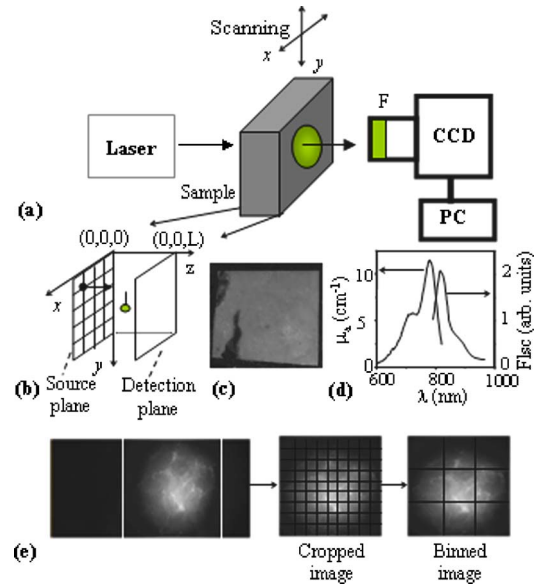 Scanning
x
y
F
Laser
CCD
Sample
PC
(a)
(0,0,0) (0,0,L)
z
x
y
(b)
Source
plane
Detection
plane
(c)
10
5
0
μa (cm-1)
2
1
0
Flsc (arb. units)
600 800 1000
λ (nm)
(d)
(e)
Cropped
image
Binned
image